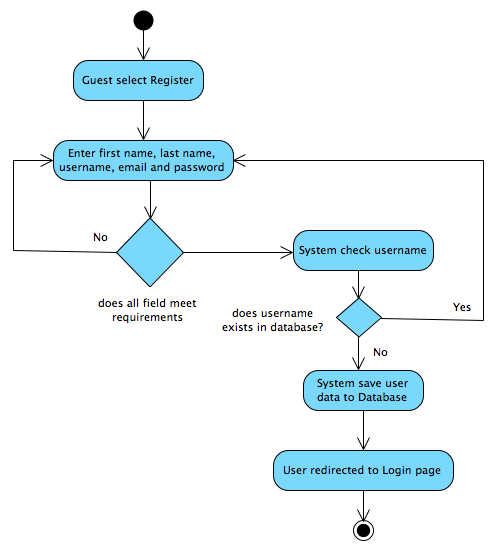 Guest select Register
Enter first name, last name,
username, email and password
No
does all field meet
requirements
System check username
does username
exists in database?
Yes
No
System save user
data to Database
User redirected to Login page